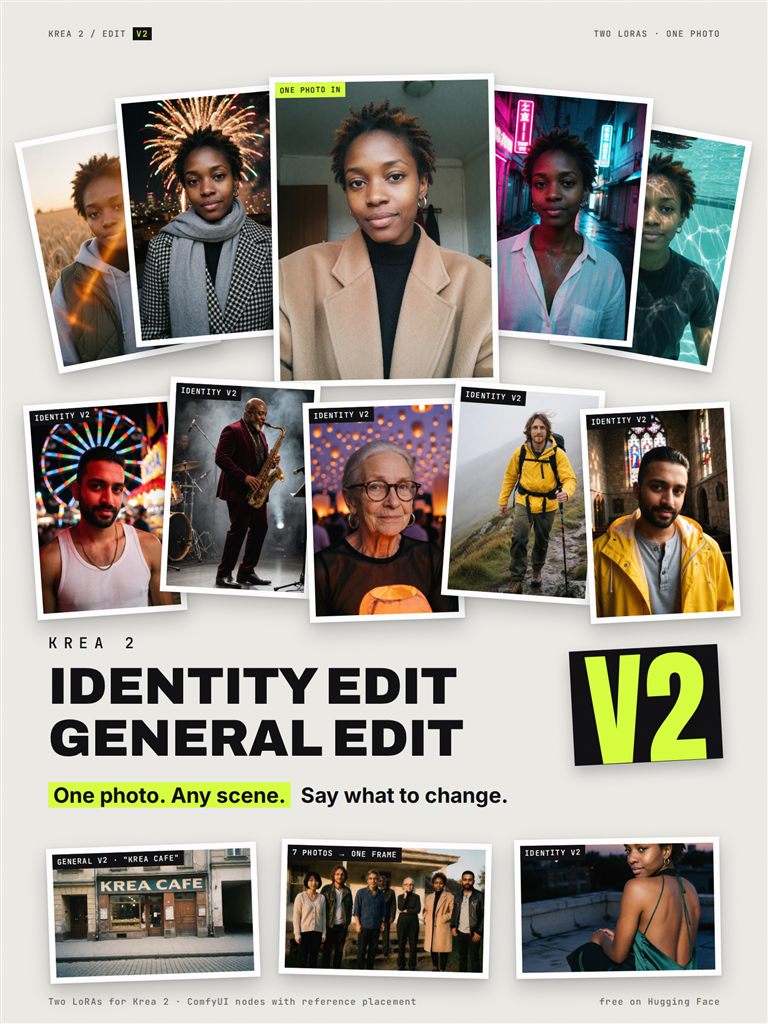 KREA 2 / EDIT V2
TWO LORAS · ONE PHOTO
ONE PHOTO IN
IDENTITY V2
IDENTITY V2
IDENTITY V2
IDENTITY V2
IDENTITY V2
KREA 2
IDENTITY EDIT
GENERAL EDIT
V2
One photo. Any scene. Say what to change.
GENERAL V2 · "KREA CAFE"
KREA CAFE
7 PHOTOS → ONE FRAME
IDENTITY V2
Two LoRAs for Krea 2 · ComfyUI nodes with reference placement
free on Hugging Face